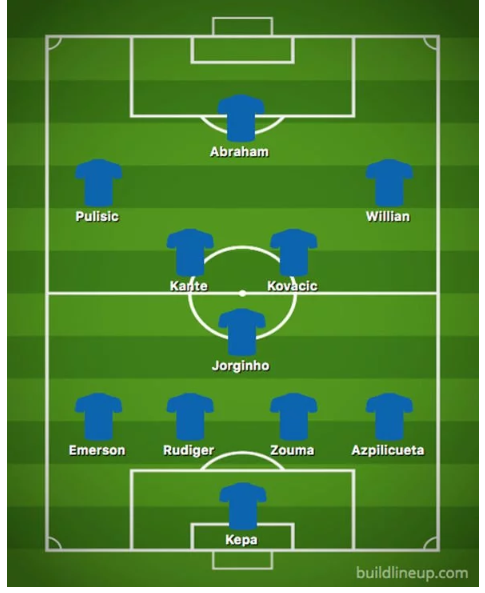 Abraham
Pulisic
Willian
Kante
Kovacic
Jorginho
Emerson
Rudiger
Zouma
Azpilicueta
Kepa
buildlineup.com